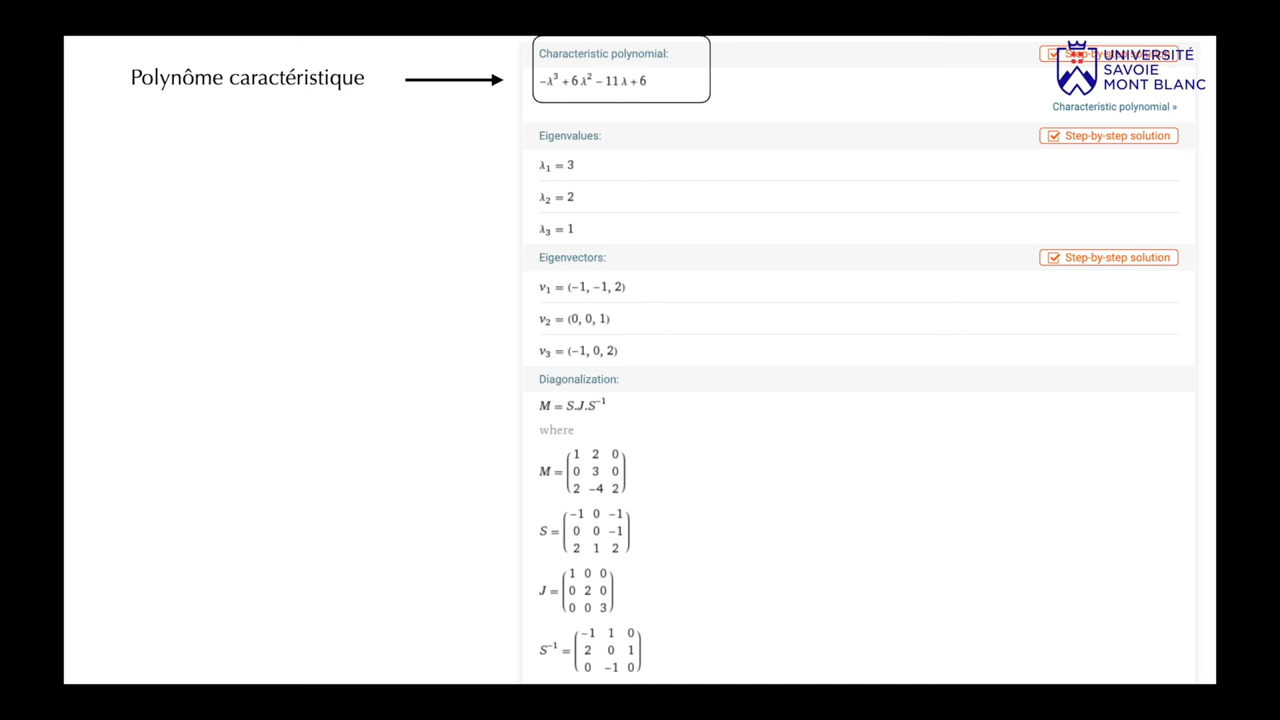 Polynôme caractéristique
Characteristic polynomial:
−λ³ + 6 λ² − 11 λ + 6
Step-by-step solution
UNIVERSITÉ
SAVOIE
MONT BLANC
Characteristic polynomial »
Eigenvalues:
Step-by-step solution
λ₁ = 3
λ₂ = 2
λ₃ = 1
Eigenvectors:
Step-by-step solution
v₁ = (−1, −1, 2)
v₂ = (0, 0, 1)
v₃ = (−1, 0, 2)
Diagonalization:
M = S.J.S⁻¹
where
1 2 0
M = 0 3 0
2 −4 2
−1 0 −1
S = 0 0 −1
2 1 2
1 0 0
J = 0 2 0
0 0 3
−1 1 0
S⁻¹ = 2 0 1
0 −1 0